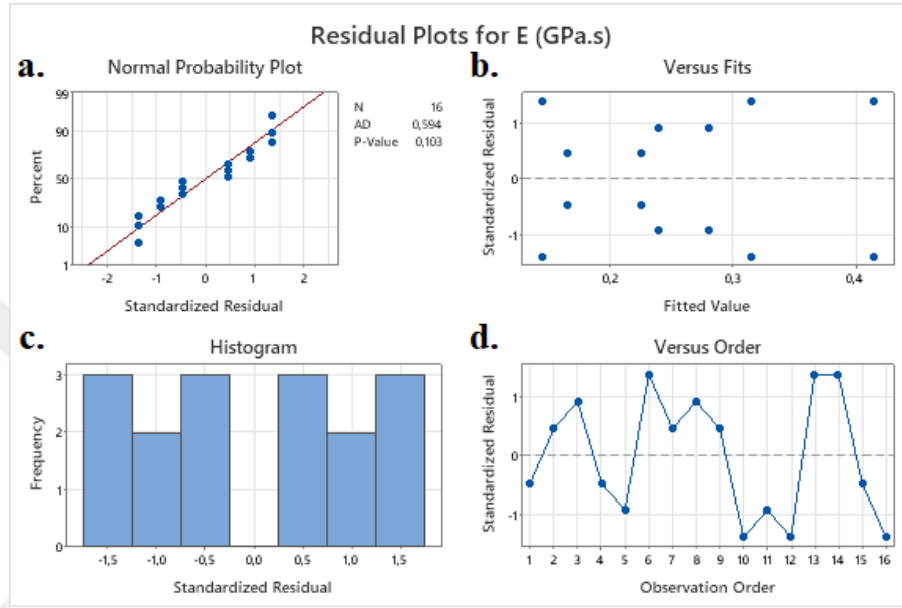 Residual Plots for E (GPa.s)
a.
Normal Probability Plot
99
90
50
10
1
Percent
-2 -1 0 1 2
Standardized Residual
N 16
AD 0,594
P-Value 0,103
b.
Versus Fits
1
0
-1
Standardized Residual
0,2 0,3 0,4
Fitted Value
c.
Histogram
3
2
1
0
Frequency
-1,5 -1,0 -0,5 0,0 0,5 1,0 1,5
Standardized Residual
d.
Versus Order
1
0
-1
Standardized Residual
1 2 3 4 5 6 7 8 9 10 11 12 13 14 15 16
Observation Order